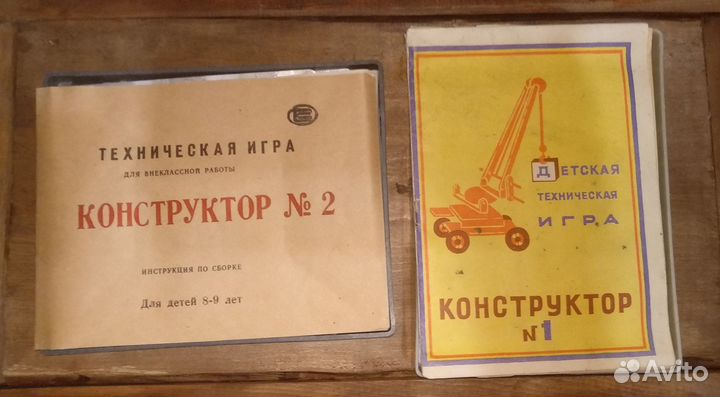 ТЕХНИЧЕСКАЯ ИГРА
ДЛЯ ВНЕКЛАССНОЙ РАБОТЫ
КОНСТРУКТОР № 2
ИНСТРУКЦИЯ ПО СБОРКЕ
Для детей 8-9 лет
ДЕТСКАЯ
ТЕХНИЧЕСКАЯ
ИГРА
КОНСТРУКТОР
N1
Avito